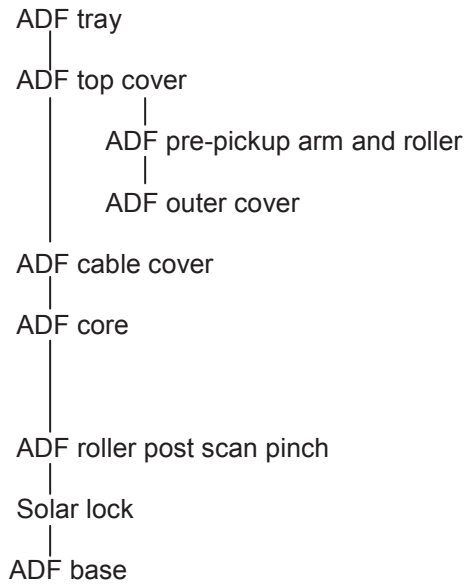 ADF tray
ADF top cover
ADF pre-pickup arm and roller
ADF outer cover
ADF cable cover
ADF core
ADF roller post scan pinch
Solar lock
ADF base